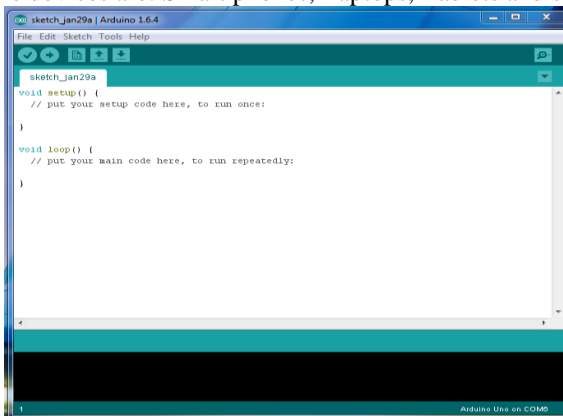 sketch_jan29a | Arduino 1.6.4
File Edit Sketch Tools Help
sketch_jan29a
void setup() {
// put your setup code here, to run once:
}
void loop() {
// put your main code here, to run repeatedly:
}
1
Arduino Uno on COM6